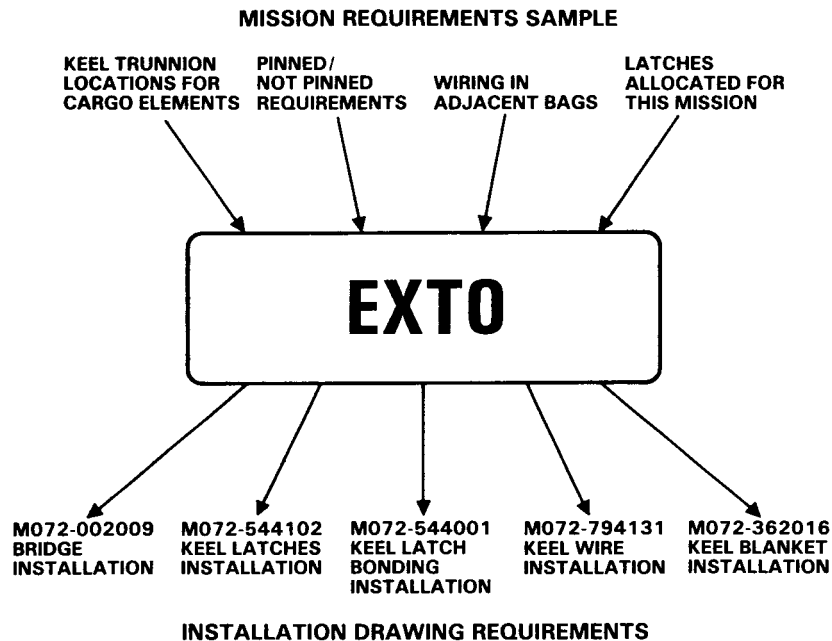 MISSION REQUIREMENTS SAMPLE
KEEL TRUNNION
LOCATIONS FOR
CARGO ELEMENTS
PINNED/
NOT PINNED
REQUIREMENTS
WIRING IN
ADJACENT BAGS
LATCHES
ALLOCATED FOR
THIS MISSION
EXTO
M072-002009
BRIDGE
INSTALLATION
M072-544102
KEEL LATCHES
INSTALLATION
M072-544001
KEEL LATCH
BONDING
INSTALLATION
M072-794131
KEEL WIRE
INSTALLATION
M072-362016
KEEL BLANKET
INSTALLATION
INSTALLATION DRAWING REQUIREMENTS